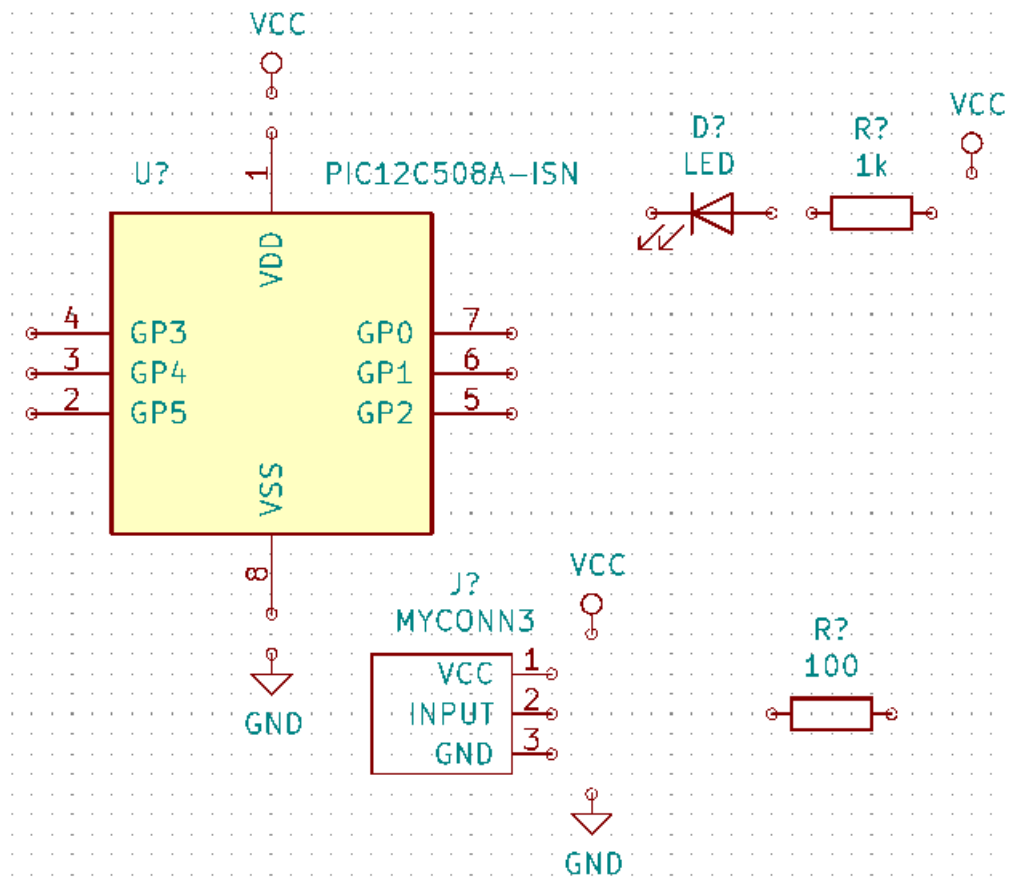 VCC
U?
PIC12C508A-ISN
1
VDD
4 GP3
3 GP4
2 GP5
GP0 7
GP1 6
GP2 5
VSS
8
GND
D?
LED
R?
1k
VCC
J?
MYCONN3
VCC 1
INPUT 2
GND 3
VCC
GND
R?
100